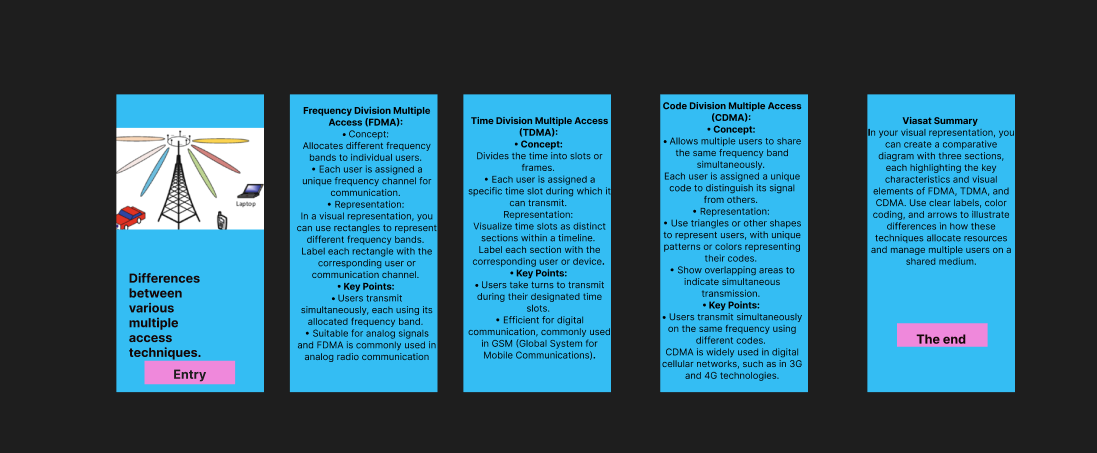 Laptop
Differences
between
various
multiple
access
techniques.
Entry
Frequency Division Multiple
Access (FDMA):
• Concept:
Allocates different frequency
bands to individual users.
• Each user is assigned a
unique frequency channel for
communication.
• Representation:
In a visual representation, you
can use rectangles to represent
different frequency bands.
Label each rectangle with the
corresponding user or
communication channel.
• Key Points:
• Users transmit
simultaneously, each using its
allocated frequency band.
• Suitable for analog signals
and FDMA is commonly used in
analog radio communication
Time Division Multiple Access
(TDMA):
• Concept:
Divides the time into slots or
frames.
• Each user is assigned a
specific time slot during which it
can transmit.
Representation:
Visualize time slots as distinct
sections within a timeline.
Label each section with the
corresponding user or device.
• Key Points:
• Users take turns to transmit
during their designated time
slots.
• Efficient for digital
communication, commonly used
in GSM (Global System for
Mobile Communications).
Code Division Multiple Access
(CDMA):
• Concept:
• Allows multiple users to share
the same frequency band
simultaneously.
Each user is assigned a unique
code to distinguish its signal
from others.
• Representation:
• Use triangles or other shapes
to represent users, with unique
patterns or colors representing
their codes.
• Show overlapping areas to
indicate simultaneous
transmission.
• Key Points:
• Users transmit simultaneously
on the same frequency using
different codes.
CDMA is widely used in digital
cellular networks, such as in 3G
and 4G technologies.
Viasat Summary
In your visual representation, you
can create a comparative
diagram with three sections,
each highlighting the key
characteristics and visual
elements of FDMA, TDMA, and
CDMA. Use clear labels, color
coding, and arrows to illustrate
differences in how these
techniques allocate resources
and manage multiple users on a
shared medium.
The end